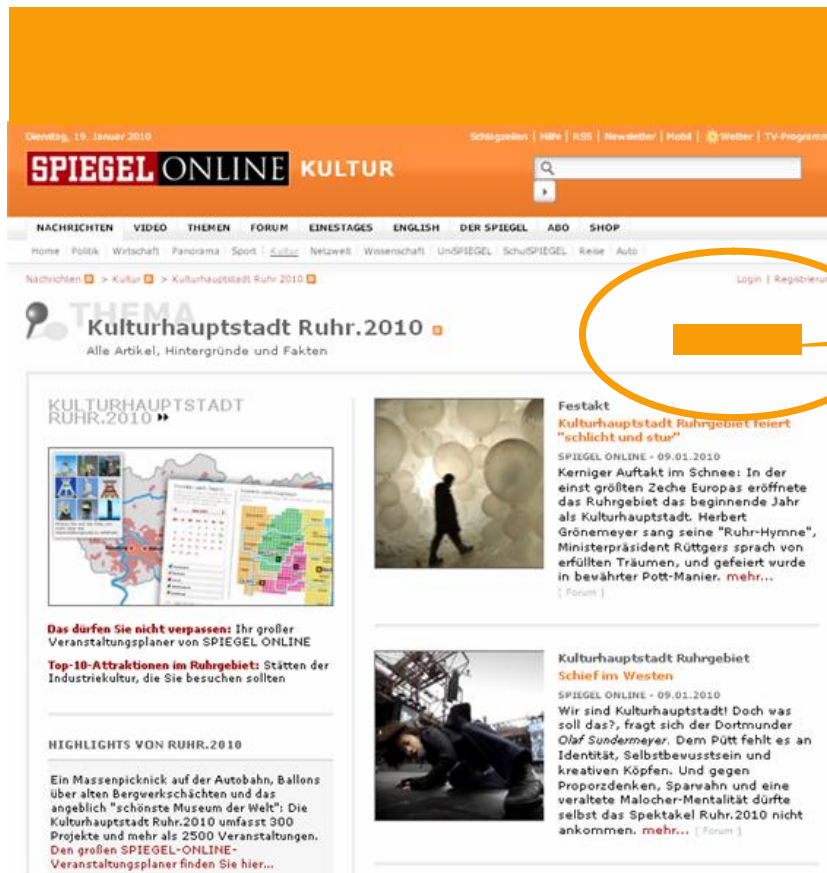 Dienstag, 19. Januar 2010
Schlagzeilen | Hilfe | RSS | Newsletter | Mobil | Wetter | TV-Programm
SPIEGEL ONLINE KULTUR
NACHRICHTEN VIDEO THEMEN FORUM EINESTAGES ENGLISH DER SPIEGEL ABO SHOP
Home Politik Wirtschaft Panorama Sport Kultur Netzwelt Wissenschaft UniSPIEGEL SchulSPIEGEL Reise Auto
Nachrichten > Kultur > Kulturhauptstadt Ruhr 2010
Login | Registrierun
THEMA
Kulturhauptstadt Ruhr.2010
Alle Artikel, Hintergründe und Fakten
KULTURHAUPTSTADT
RUHR.2010
Das dürfen Sie nicht verpassen: Ihr großer
Veranstaltungsplaner von SPIEGEL ONLINE
Top-10-Attraktionen im Ruhrgebiet: Stätten der
Industriekultur, die Sie besuchen sollten
HIGHLIGHTS VON RUHR.2010
Ein Massenpicknick auf der Autobahn, Ballons
über alten Bergwerkschächten und das
angeblich "schönste Museum der Welt": Die
Kulturhauptstadt Ruhr.2010 umfasst 300
Projekte und mehr als 2500 Veranstaltungen.
Den großen SPIEGEL-ONLINE-
Veranstaltungsplaner finden Sie hier...
Festakt
Kulturhauptstadt Ruhrgebiet feiert
"schlicht und stur"
SPIEGEL ONLINE - 09.01.2010
Kerniger Auftakt im Schnee: In der
einst größten Zeche Europas eröffnete
das Ruhrgebiet das beginnende Jahr
als Kulturhauptstadt. Herbert
Grönemeyer sang seine "Ruhr-Hymne",
Ministerpräsident Rüttgers sprach von
erfüllten Träumen, und gefeiert wurde
in bewährter Pott-Manier. mehr...
[ Forum ]
Kulturhauptstadt Ruhrgebiet
Schief im Westen
SPIEGEL ONLINE - 09.01.2010
Wir sind Kulturhauptstadt! Doch was
soll das?, fragt sich der Dortmunder
Olaf Sundermeyer. Dem Pütt fehlt es an
Identität, Selbstbewusstsein und
kreativen Köpfen. Und gegen
Proporzdenken, Sparwahn und eine
veraltete Malocher-Mentalität dürfte
selbst das Spektakel Ruhr.2010 nicht
ankommen. mehr... [ Forum ]